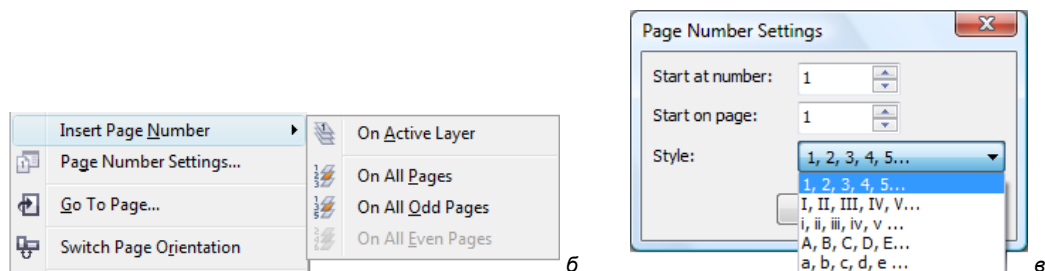 Insert Page Number
Page Number Settings...
Go To Page...
Switch Page Orientation
On Active Layer
On All Pages
On All Odd Pages
On All Even Pages
б
Page Number Settings
Start at number: 1
Start on page: 1
Style: 1, 2, 3, 4, 5...
1, 2, 3, 4, 5...
I, II, III, IV, V...
i, ii, iii, iv, v ...
A, B, C, D, E...
a, b, c, d, e ...
в